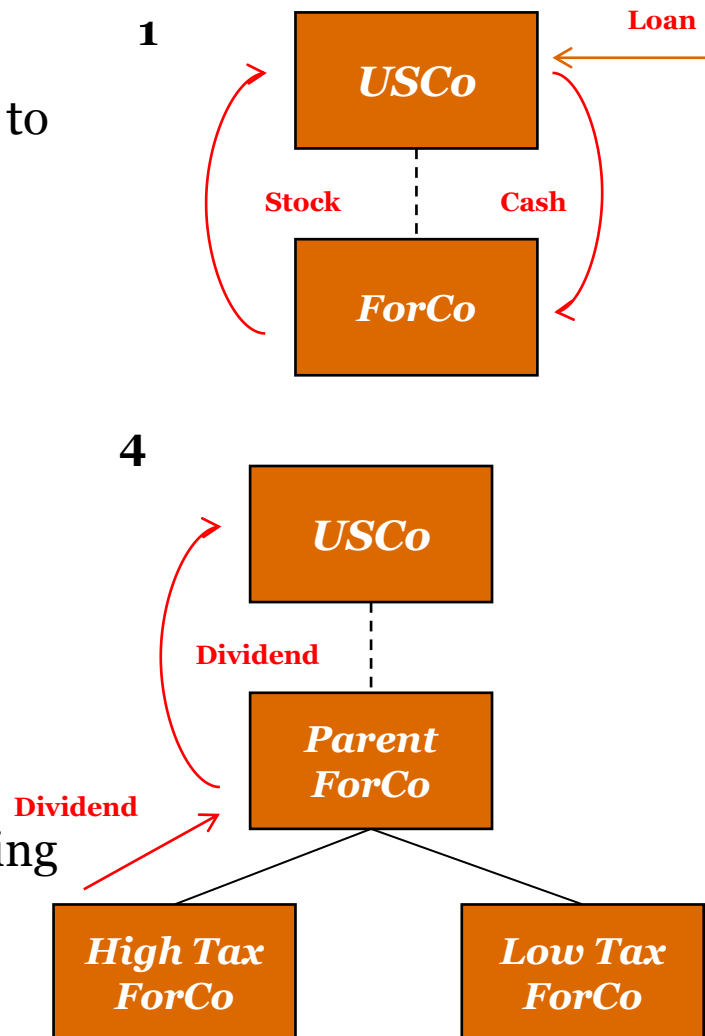 1
Loan
USCo
to
Stock
Cash
ForCo
4
USCo
Dividend
Parent
ForCo
Dividend
ing
High Tax
ForCo
Low Tax
ForCo